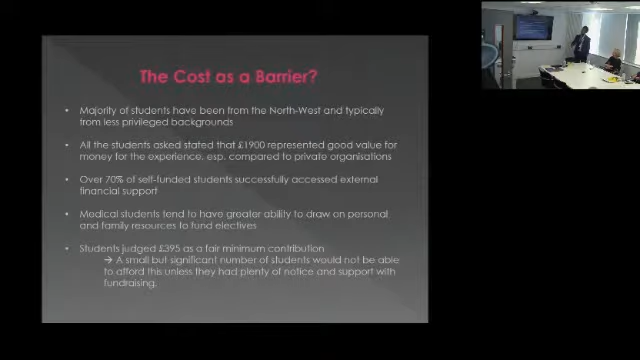 The Cost as a Barrier?
Majority of students have been from the North-West and typically
from less privileged backgrounds
All the students asked stated that £1900 represented good value for
money for the experience, esp. compared to private organisations
Over 70% of self-funded students successfully accessed external
financial support
Medical students tend to have greater ability to draw on personal
and family resources to fund electives
Students judged £395 as a fair minimum contribution
→ A small but significant number of students would not be able
to afford this unless they had plenty of notice and support with
fundraising.